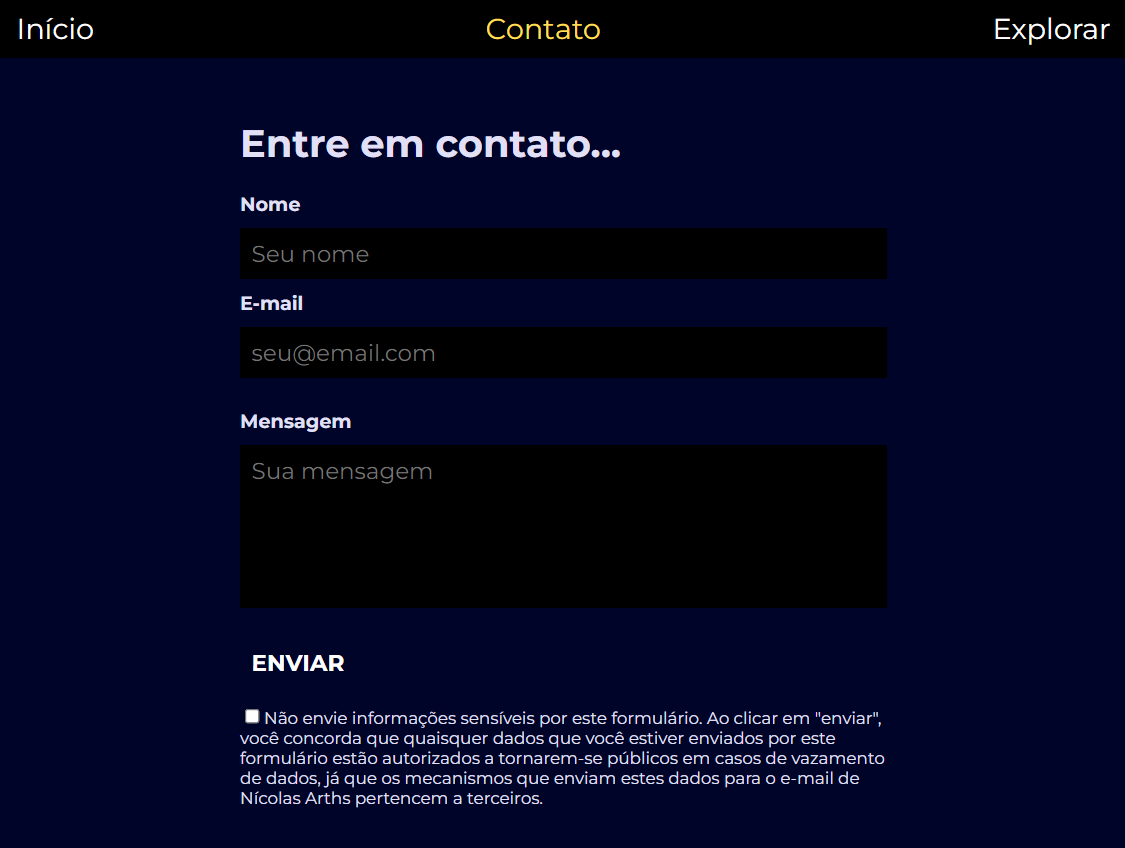 Início Contato Explorar
Entre em contato...
Nome
Seu nome
E-mail
seu@email.com
Mensagem
Sua mensagem
ENVIAR
Não envie informações sensíveis por este formulário. Ao clicar em "enviar",
você concorda que quaisquer dados que você estiver enviados por este
formulário estão autorizados a tornarem-se públicos em casos de vazamento
de dados, já que os mecanismos que enviam estes dados para o e-mail de
Nícolas Arths pertencem a terceiros.